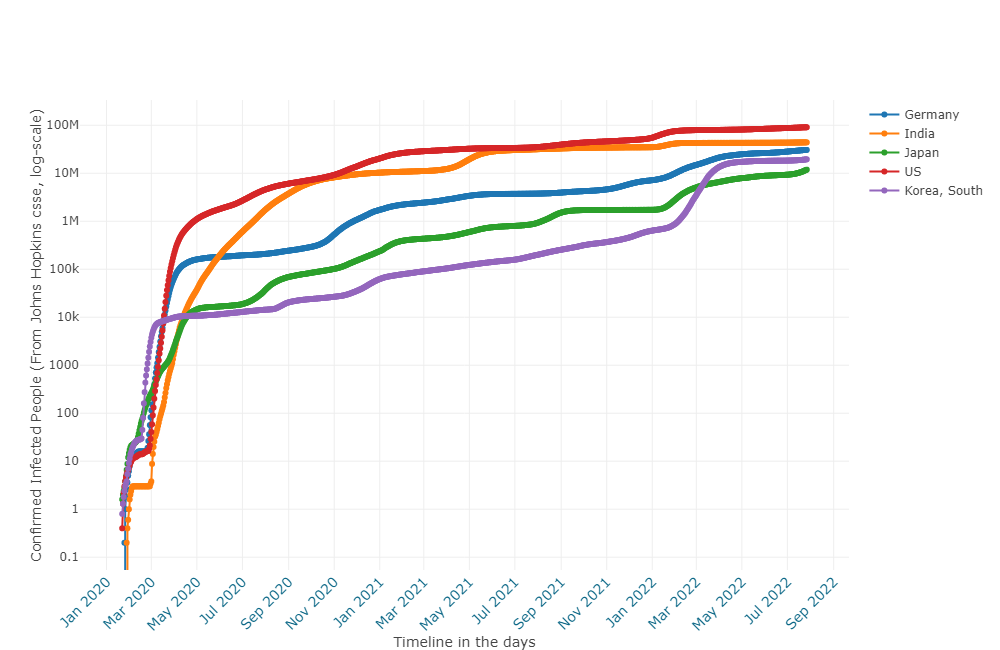 Confirmed Infected People (From Johns Hopkins csse, log-scale)
100M
10M
1M
100k
10k
1000
100
10
1
0.1
Jan 2020
Mar 2020
May 2020
Jul 2020
Sep 2020
Nov 2020
Jan 2021
Mar 2021
May 2021
Jul 2021
Sep 2021
Nov 2021
Jan 2022
Mar 2022
May 2022
Jul 2022
Sep 2022
Timeline in the days
Germany
India
Japan
US
Korea, South